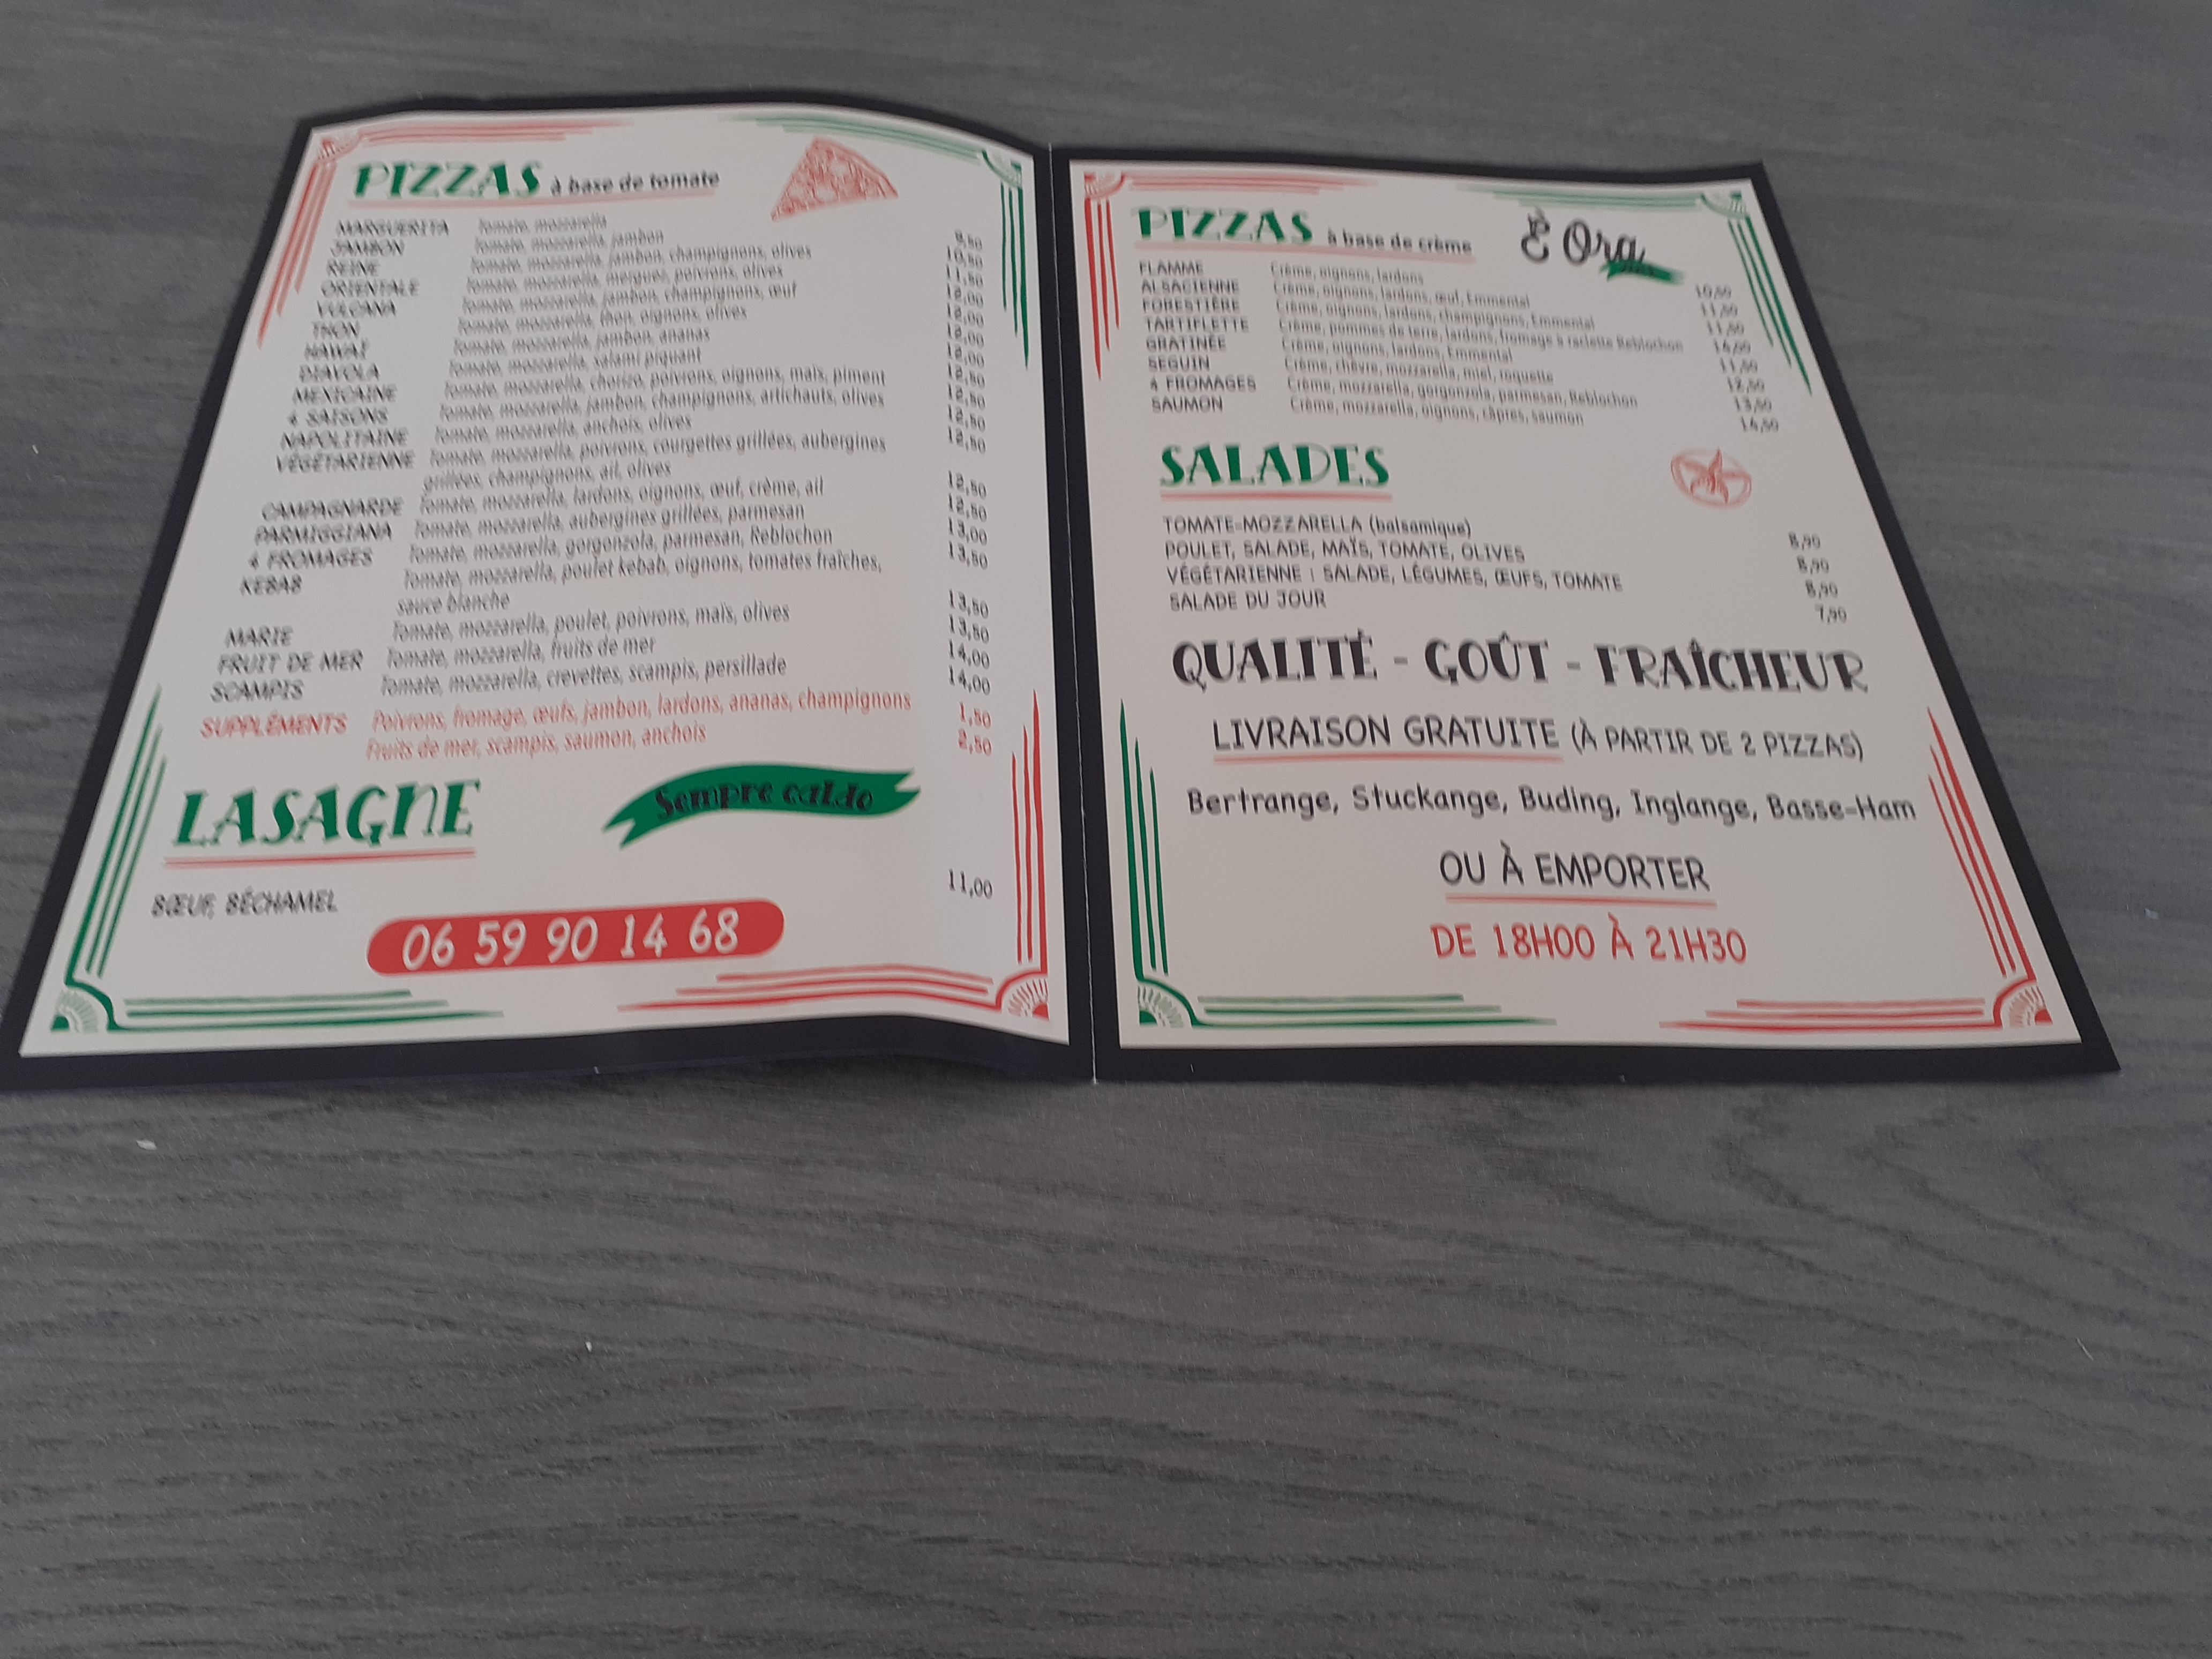 PIZZAS à base de tomate
MARGUERITA Tomate, mozzarella 9,50
JAMBON Tomate, mozzarella, jambon 10,50
REINE Tomate, mozzarella, jambon, champignons, olives 11,50
ORIENTALE Tomate, mozzarella, merguez, poivrons, olives 12,00
VULCANA Tomate, mozzarella, jambon, champignons, œuf 12,00
THON Tomate, mozzarella, thon, oignons, olives 12,00
HAWAÏ Tomate, mozzarella, jambon, ananas 12,00
DIAVOLA Tomate, mozzarella, salami piquant 12,50
MEXICAINE Tomate, mozzarella, chorizo, poivrons, oignons, maïs, piment 12,50
4 SAISONS Tomate, mozzarella, jambon, champignons, artichauts, olives 12,50
NAPOLITAINE Tomate, mozzarella, anchois, olives 12,50
VÉGÉTARIENNE Tomate, mozzarella, poivrons, courgettes grillées, aubergines
grillées, champignons, ail, olives 12,50
CAMPAGNARDE Tomate, mozzarella, lardons, oignons, œuf, crème, ail 12,50
PARMIGGIANA Tomate, mozzarella, aubergines grillées, parmesan 13,00
4 FROMAGES Tomate, mozzarella, gorgonzola, parmesan, Reblochon 13,50
KEBAB Tomate, mozzarella, poulet kebab, oignons, tomates fraîches,
sauce blanche 13,50
MARIE Tomate, mozzarella, poulet, poivrons, maïs, olives 13,50
FRUIT DE MER Tomate, mozzarella, fruits de mer 14,00
SCAMPIS Tomate, mozzarella, crevettes, scampis, persillade 14,00
SUPPLÉMENTS Poivrons, fromage, œufs, jambon, lardons, ananas, champignons 1,50
Fruits de mer, scampis, saumon, anchois 2,50
LASAGNE
Sempre caldo
BŒUF, BÉCHAMEL 11,00
06 59 90 14 68
PIZZAS à base de crème
È Ora
FLAMME Crème, oignons, lardons 10,50
ALSACIENNE Crème, oignons, lardons, œuf, Emmental 11,50
FORESTIÈRE Crème, oignons, lardons, champignons, Emmental 11,50
TARTIFLETTE Crème, pommes de terre, lardons, fromage à raclette Reblochon 14,00
GRATINÉE Crème, oignons, lardons, Emmental 11,50
SEGUIN Crème, chèvre, mozzarella, miel, roquette 12,50
4 FROMAGES Crème, mozzarella, gorgonzola, parmesan, Reblochon 13,50
SAUMON Crème, mozzarella, oignons, câpres, saumon 14,50
SALADES
TOMATE-MOZZARELLA (balsamique) 8,90
POULET, SALADE, MAÏS, TOMATE, OLIVES 8,90
VÉGÉTARIENNE : SALADE, LÉGUMES, ŒUFS, TOMATE 8,90
SALADE DU JOUR 7,90
QUALITÉ - GOÛT - FRAÎCHEUR
LIVRAISON GRATUITE (À PARTIR DE 2 PIZZAS)
Bertrange, Stuckange, Buding, Inglange, Basse-Ham
OU À EMPORTER
DE 18H00 À 21H30